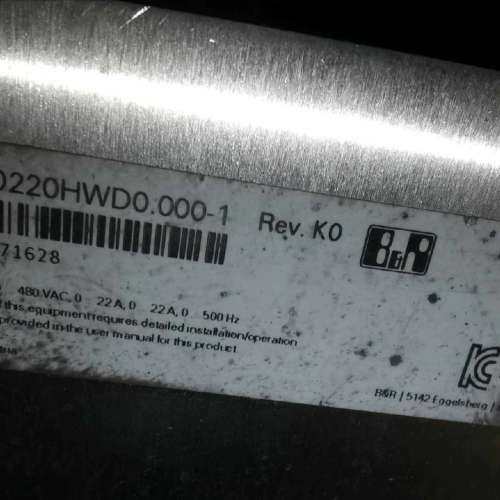 0220HWD0.000-1 Rev. K0 B&R
71628
480 VAC, 0 22 A, 0 22 A, 0 500 Hz
this equipment requires detailed installation/operation
provided in the user manual for this product.
B&R | 5142 Eggelsberg |